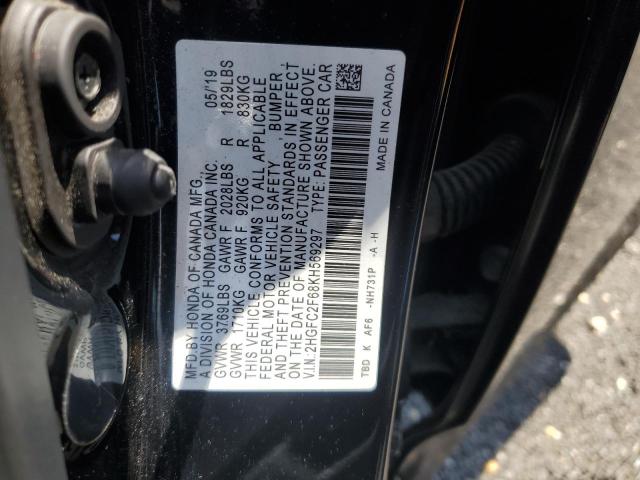 MFD.BY HONDA OF CANADA MFG.
A DIVISION OF HONDA CANADA INC. 05/'19
GVWR 3769LBS GAWR F 2028LBS R 1829LBS
GVWR 1710KG GAWR F 920KG R 830KG
THIS VEHICLE CONFORMS TO ALL APPLICABLE
FEDERAL MOTOR VEHICLE SAFETY, BUMPER
AND THEFT PREVENTION STANDARDS IN EFFECT
ON THE DATE OF MANUFACTURE SHOWN ABOVE.
V.I.N.:2HGFC2F68KH569297 TYPE: PASSENGER CAR
TBD K AF6 -NH731P -A -H MADE IN CANADA